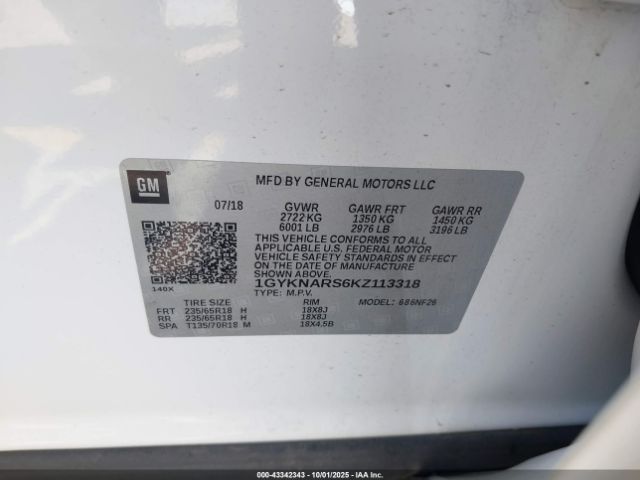 GM
MFD BY GENERAL MOTORS LLC
07/18 GVWR GAWR FRT GAWR RR
2722 KG 1350 KG 1450 KG
6001 LB 2976 LB 3196 LB
THIS VEHICLE CONFORMS TO ALL
APPLICABLE U.S. FEDERAL MOTOR
VEHICLE SAFETY STANDARDS IN EFFECT
ON THE DATE OF MANUFACTURE
SHOWN ABOVE.
140X
1GYKNARS6KZ113318
TYPE: M.P.V. MODEL: 686NF26
TIRE SIZE RIM
FRT 235/65R18 H 18X8J
RR 235/65R18 H 18X8J
SPA T135/70R18 M 18X4.5B
000-43342343 - 10/01/2025 - IAAI.COM